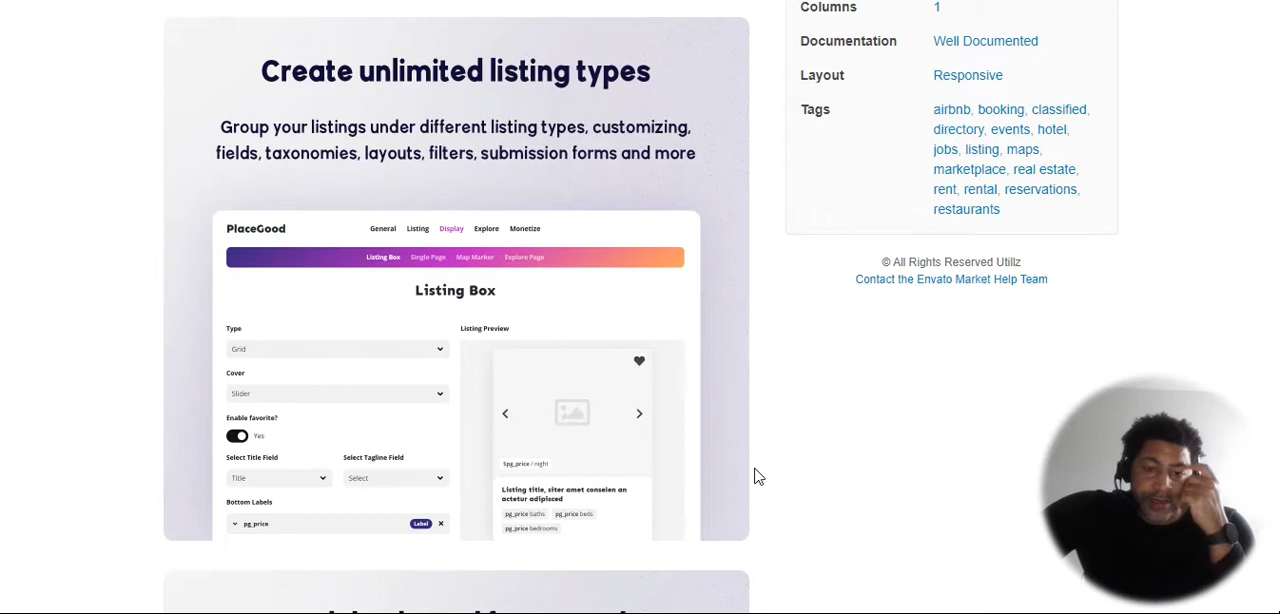 Create unlimited listing types
Group your listings under different listing types, customizing,
fields, taxonomies, layouts, filters, submission forms and more
PlaceGood
General Listing Display Explore Monetize
Listing Box Single Page Map Marker Explore Page
Listing Box
Type
Grid
Cover
Slider
Enable favorite?
Yes
Select Title Field Select Tagline Field
Title Select
Bottom Labels
pg_price Label
Listing Preview
$pg_price / night
Listing title, siter amet conselen an
actetur adipisced
pg_price baths pg_price beds
pg_price bedrooms
Columns 1
Documentation Well Documented
Layout Responsive
Tags airbnb, booking, classified,
directory, events, hotel,
jobs, listing, maps,
marketplace, real estate,
rent, rental, reservations,
restaurants
© All Rights Reserved Utillz
Contact the Envato Market Help Team